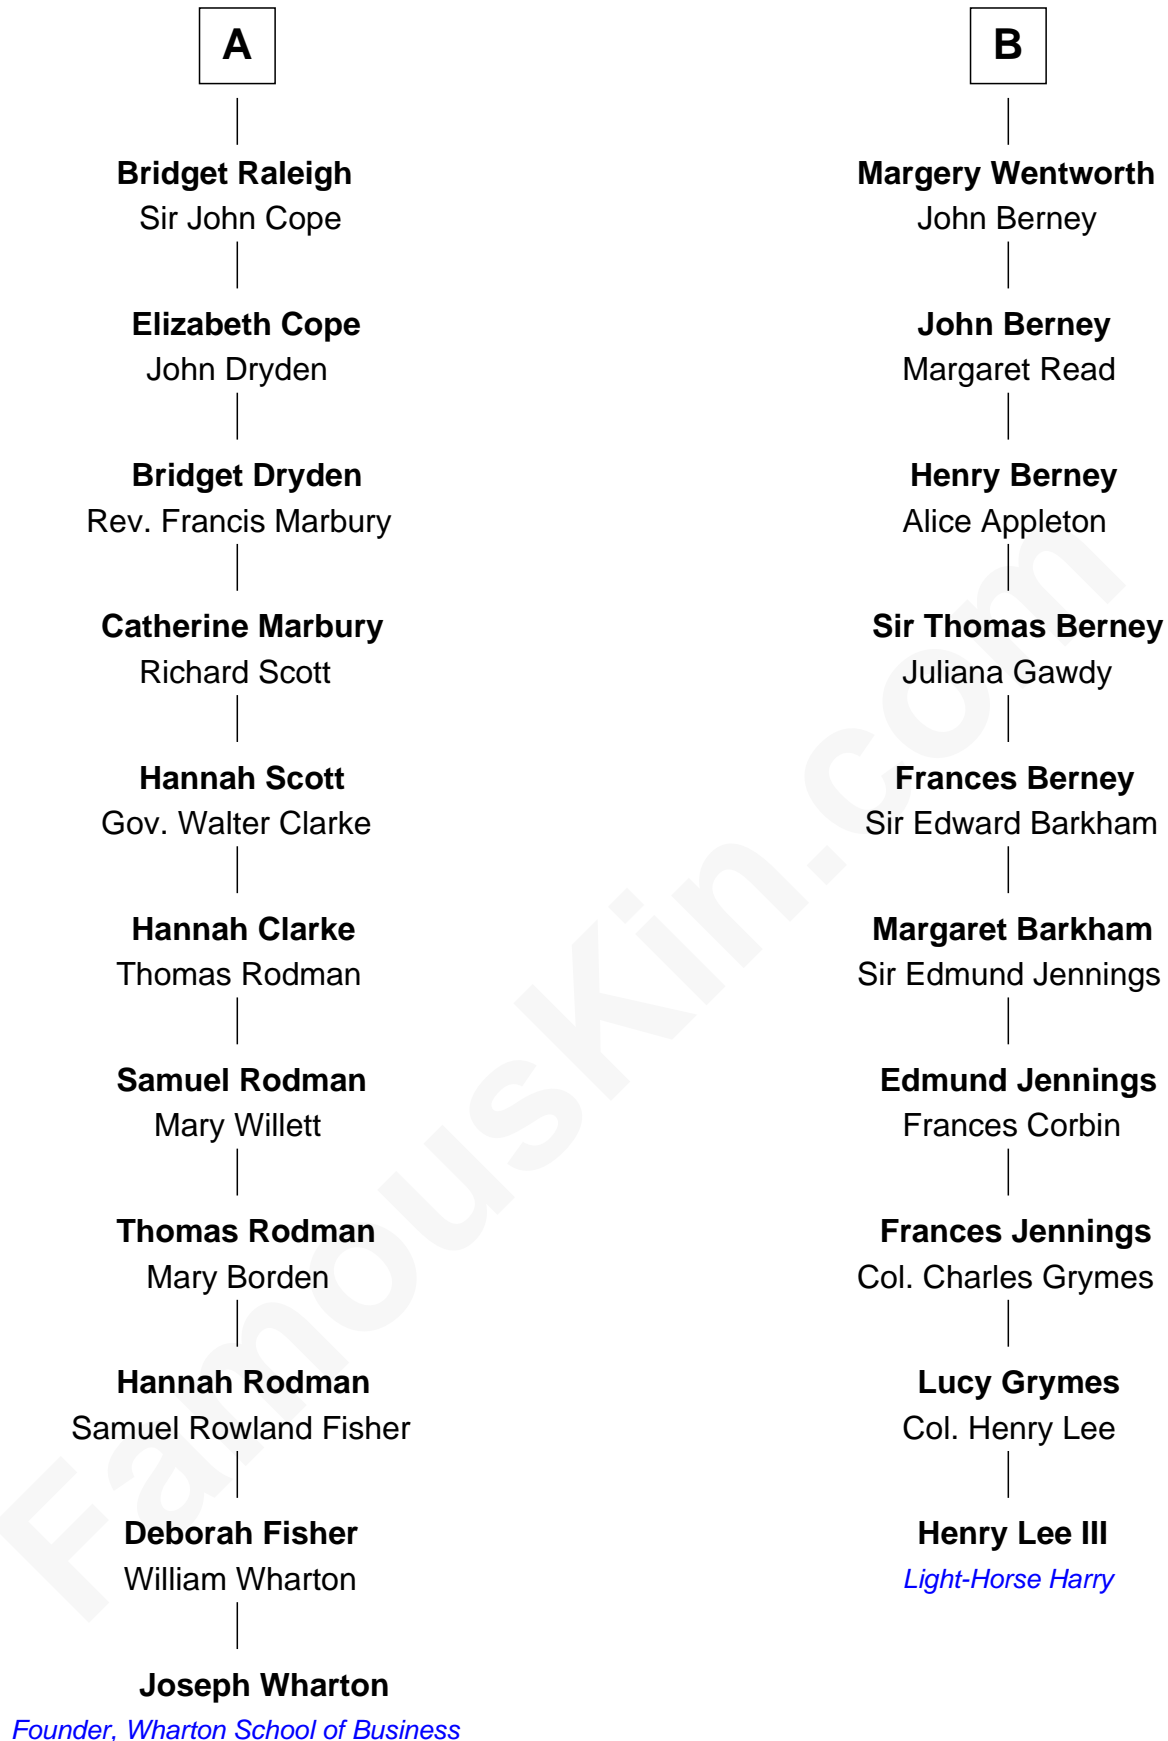 A
Bridget Raleigh
Sir John Cope
Elizabeth Cope
John Dryden
Bridget Dryden
Rev. Francis Marbury
Catherine Marbury
Richard Scott
Hannah Scott
Gov. Walter Clarke
Hannah Clarke
Thomas Rodman
Samuel Rodman
Mary Willett
Thomas Rodman
Mary Borden
Hannah Rodman
Samuel Rowland Fisher
Deborah Fisher
William Wharton
Joseph Wharton
Founder, Wharton School of Business
B
Margery Wentworth
John Berney
John Berney
Margaret Read
Henry Berney
Alice Appleton
Sir Thomas Berney
Juliana Gawdy
Frances Berney
Sir Edward Barkham
Margaret Barkham
Sir Edmund Jennings
Edmund Jennings
Frances Corbin
Frances Jennings
Col. Charles Grymes
Lucy Grymes
Col. Henry Lee
Henry Lee III
Light-Horse Harry
FamousKin.com